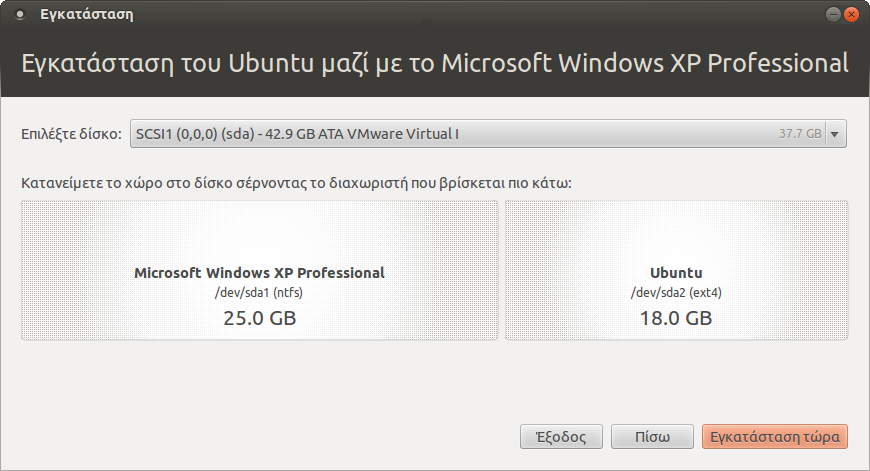 Εγκατάσταση
Εγκατάσταση του Ubuntu μαζί με το Microsoft Windows XP Professional
Επιλέξτε δίσκο: SCSI1 (0,0,0) (sda) - 42.9 GB ATA VMware Virtual I 37.7 GB
Κατανείμετε το χώρο στο δίσκο σέρνοντας το διαχωριστή που βρίσκεται πιο κάτω:
Microsoft Windows XP Professional
/dev/sda1 (ntfs)
25.0 GB
Ubuntu
/dev/sda2 (ext4)
18.0 GB
Έξοδος Πίσω Εγκατάσταση τώρα